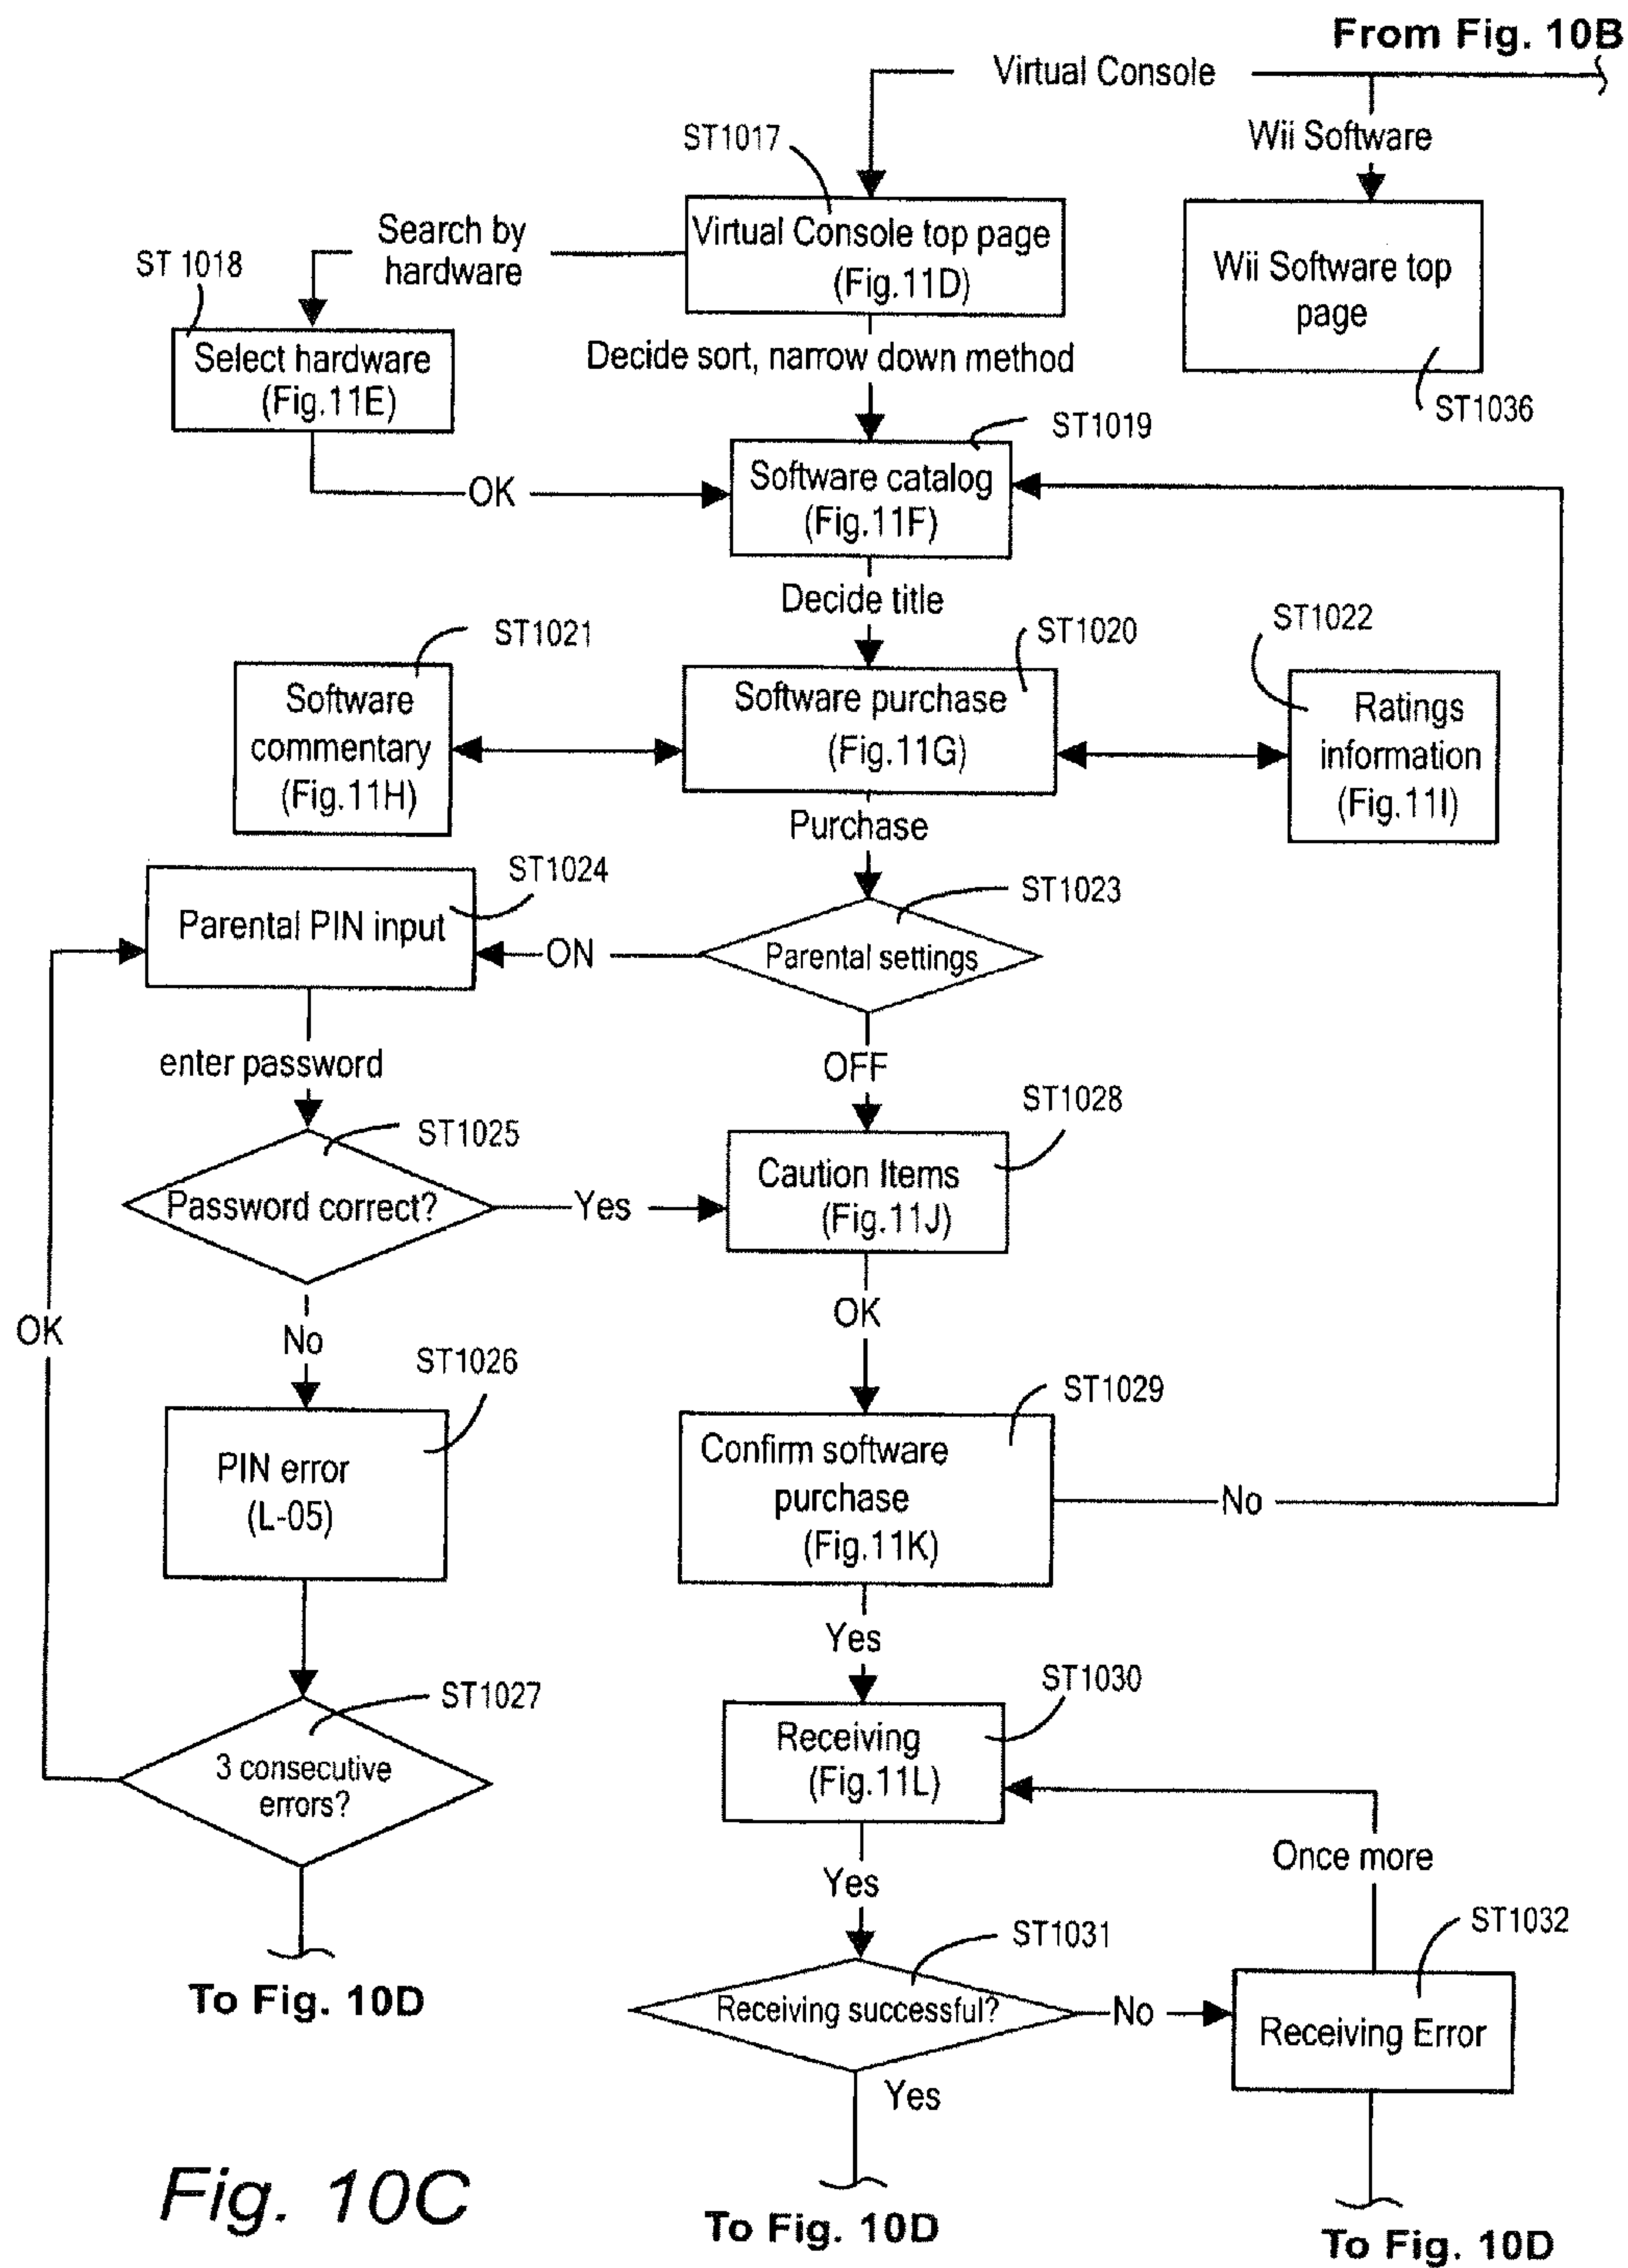 From Fig. 10B
Virtual Console
Wii Software
ST1017
Virtual Console top page
(Fig.11D)
Search by
hardware
ST 1018
Select hardware
(Fig.11E)
Wii Software top
page
ST1036
Decide sort, narrow down method
ST1019
Software catalog
(Fig.11F)
OK
Decide title
ST1021
Software
commentary
(Fig.11H)
ST1020
Software purchase
(Fig.11G)
ST1022
Ratings
information
(Fig.11I)
Purchase
ST1024
Parental PIN input
ST1023
Parental settings
ON
enter password
OFF
ST1025
Password correct?
Yes
ST1028
Caution Items
(Fig.11J)
OK
No
OK
ST1026
PIN error
(L-05)
ST1029
Confirm software
purchase
(Fig.11K)
No
Yes
ST1027
3 consecutive
errors?
ST1030
Receiving
(Fig.11L)
Once more
Yes
ST1031
Receiving successful?
No
ST1032
Receiving Error
To Fig. 10D
Yes
Fig. 10C
To Fig. 10D
To Fig. 10D